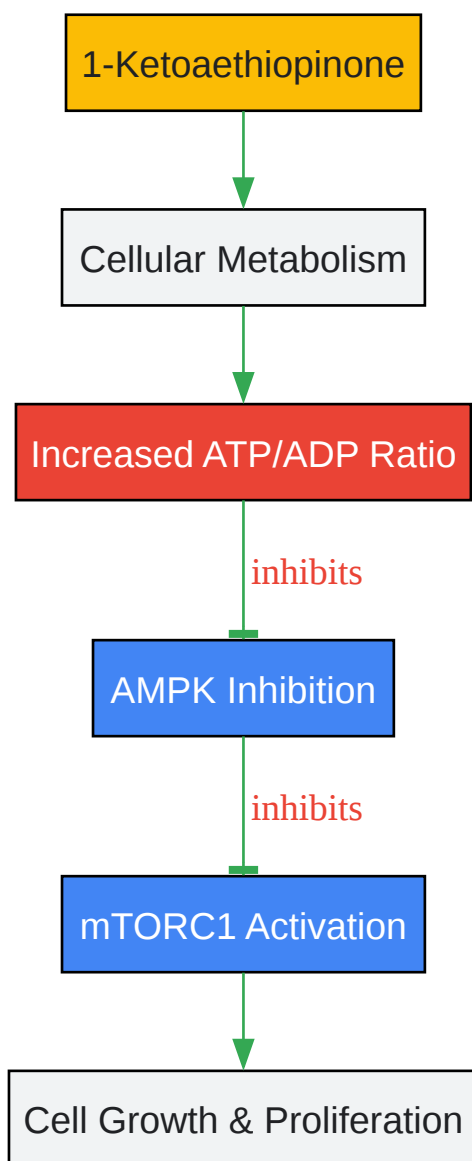 1-Ketoaethiopinone
Cellular Metabolism
Increased ATP/ADP Ratio
inhibits
AMPK Inhibition
inhibits
mTORC1 Activation
Cell Growth & Proliferation